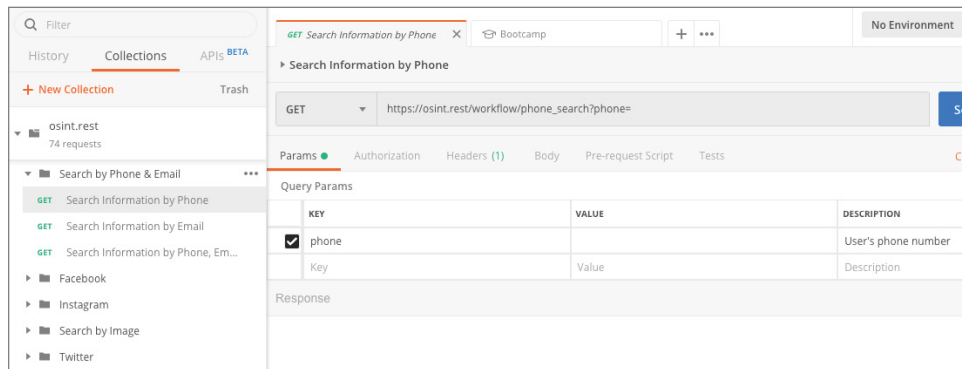 Filter
History Collections APIs BETA
+ New Collection Trash
osint.rest
74 requests
Search by Phone & Email •••
GET Search Information by Phone
GET Search Information by Email
GET Search Information by Phone, Em...
Facebook
Instagram
Search by Image
Twitter
GET Search Information by Phone X Bootcamp + ••• No Environment
Search Information by Phone
GET https://osint.rest/workflow/phone_search?phone=
Params Authorization Headers (1) Body Pre-request Script Tests
Query Params
KEY VALUE DESCRIPTION
phone User's phone number
Key Value Description
Response